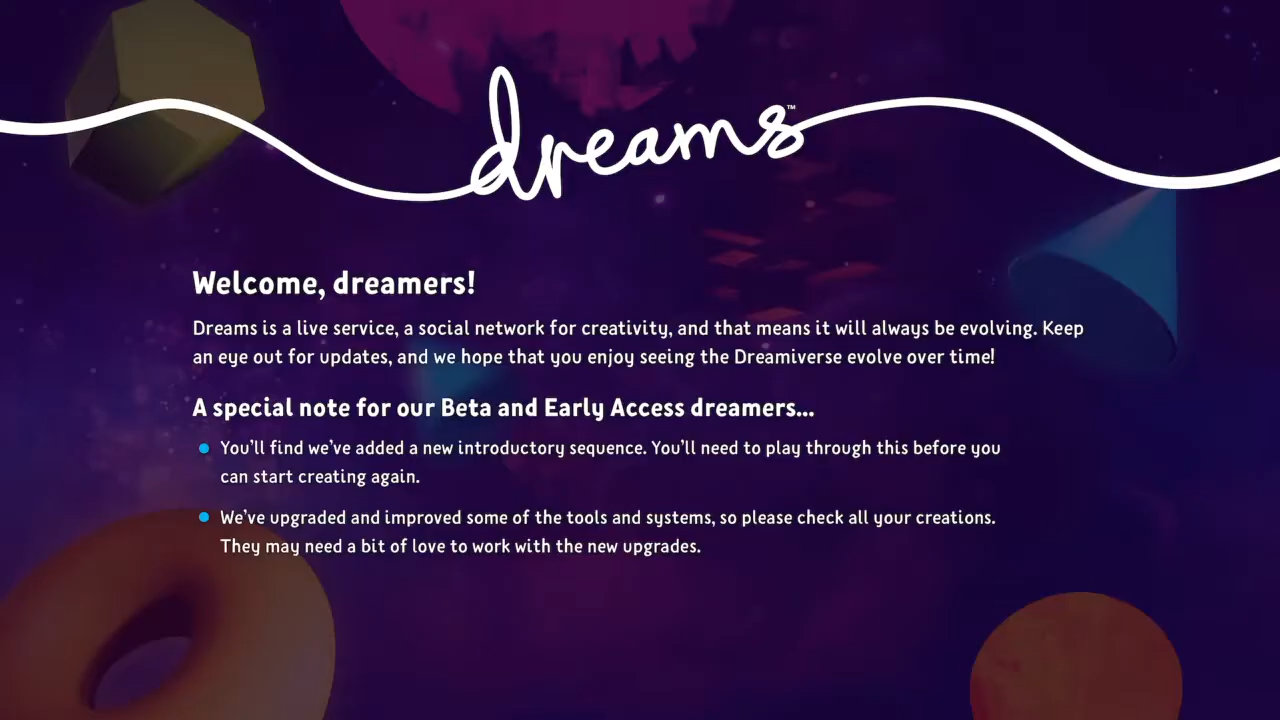 dreams™
Welcome, dreamers!
Dreams is a live service, a social network for creativity, and that means it will always be evolving. Keep
an eye out for updates, and we hope that you enjoy seeing the Dreamiverse evolve over time!
A special note for our Beta and Early Access dreamers...
You'll find we've added a new introductory sequence. You'll need to play through this before you
can start creating again.
We've upgraded and improved some of the tools and systems, so please check all your creations.
They may need a bit of love to work with the new upgrades.